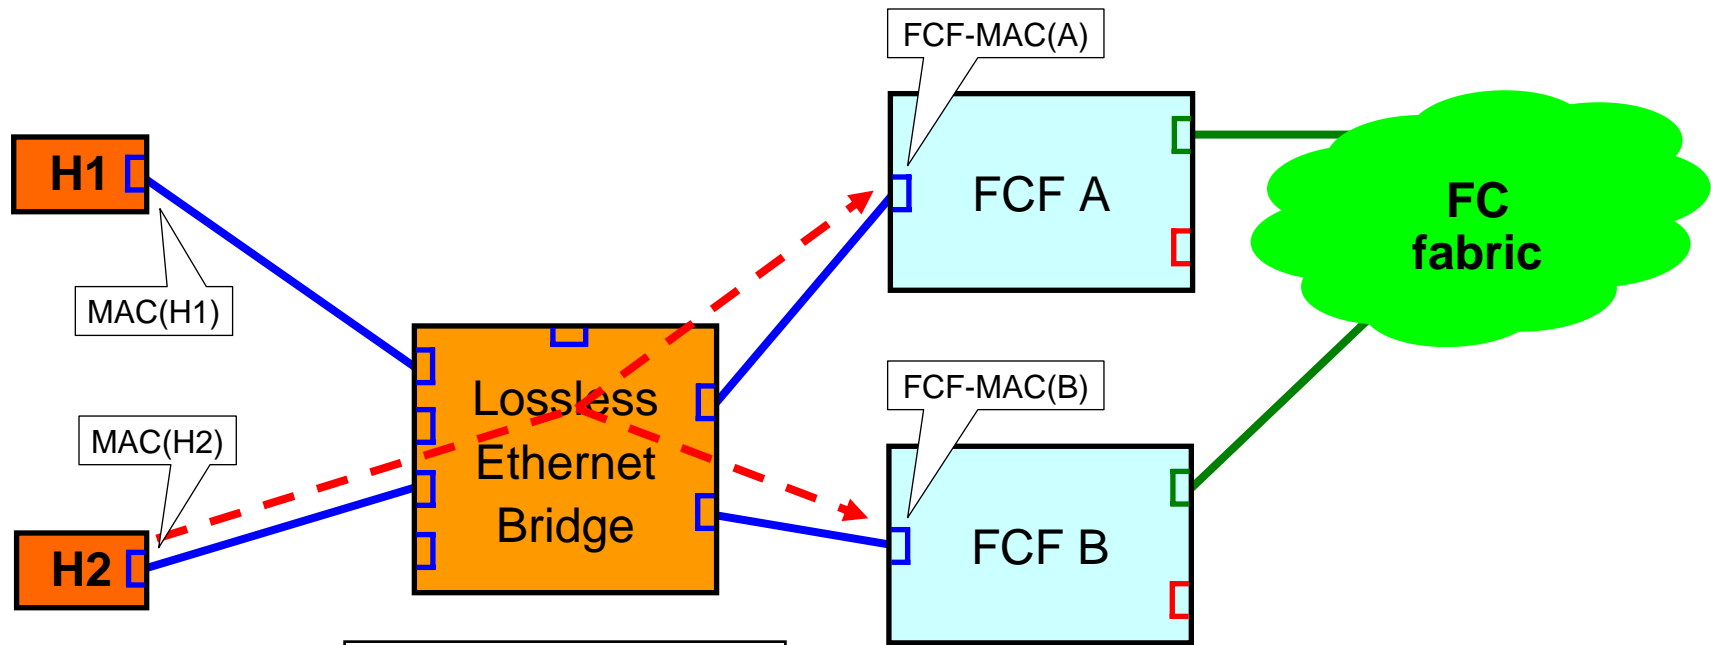 FCF-MAC(A)
H1
FCF A
FC
fabric
MAC(H1)
Lossless
Ethernet
Bridge
FCF-MAC(B)
MAC(H2)
H2
FCF B